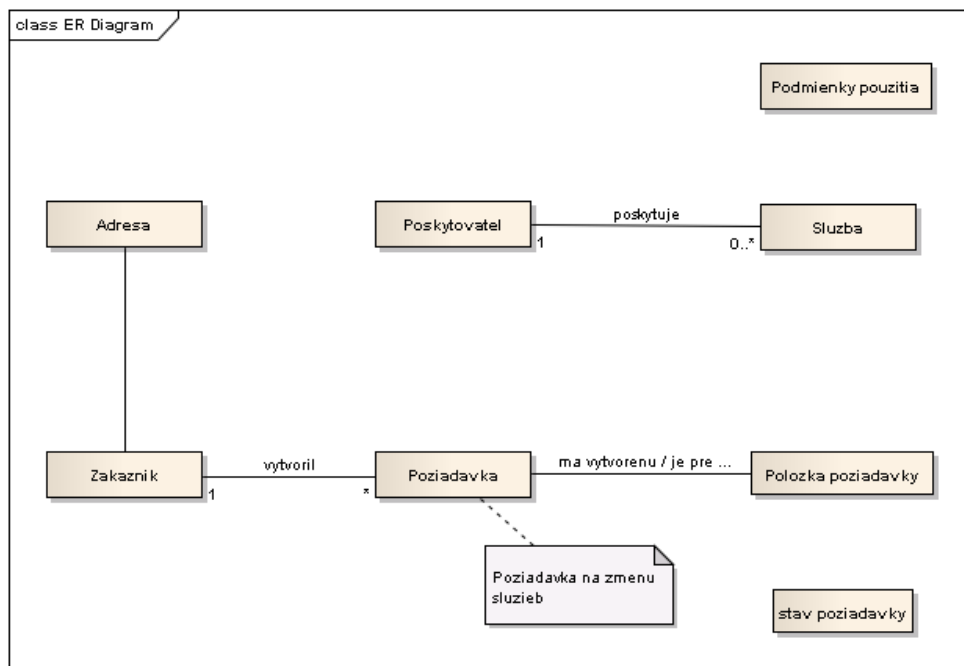 class ER Diagram
Podmienky pouzitia
Adresa
Poskytovatel
poskytuje
1
0..*
Sluzba
Zakaznik
vytvoril
1
*
Poziadavka
ma vytvorenu / je pre ...
Polozka poziadavky
Poziadavka na zmenu
sluzieb
stav poziadavky